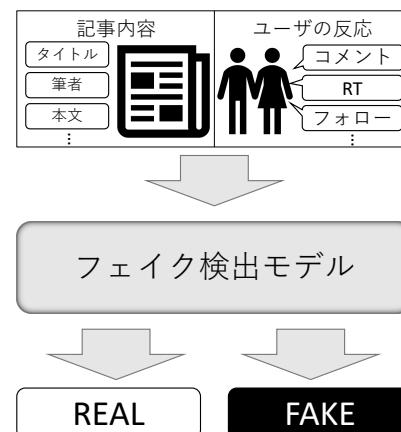 記事内容
タイトル
筆者
本文
⋮
ユーザの反応
コメント
RT
フォロー
⋮
フェイク検出モデル
REAL
FAKE